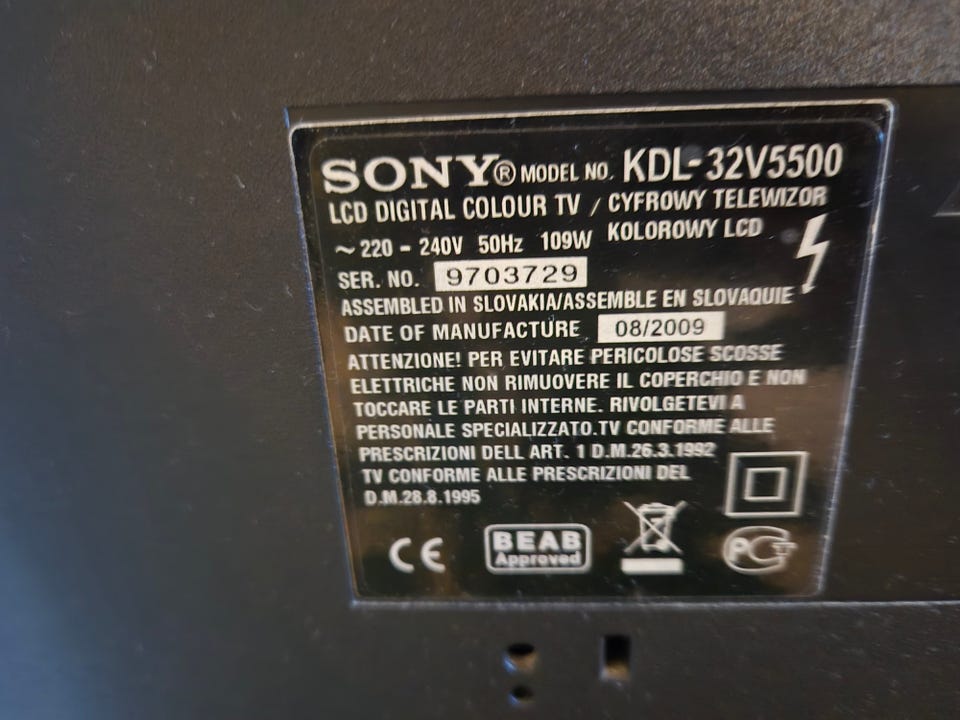 SONY® MODEL NO. KDL-32V5500
LCD DIGITAL COLOUR TV / CYFROWY TELEWIZOR
KOLOROWY LCD
~ 220 - 240V 50Hz 109W
SER. NO. 9703729
ASSEMBLED IN SLOVAKIA/ASSEMBLE EN SLOVAQUIE
DATE OF MANUFACTURE 08/2009
ATTENZIONE! PER EVITARE PERICOLOSE SCOSSE
ELETTRICHE NON RIMUOVERE IL COPERCHIO E NON
TOCCARE LE PARTI INTERNE. RIVOLGETEVI A
PERSONALE SPECIALIZZATO.TV CONFORME ALLE
PRESCRIZIONI DELL ART. 1 D.M.26.3.1992
TV CONFORME ALLE PRESCRIZIONI DEL
D.M.28.8.1995
CE
BEAB
Approved
PCT